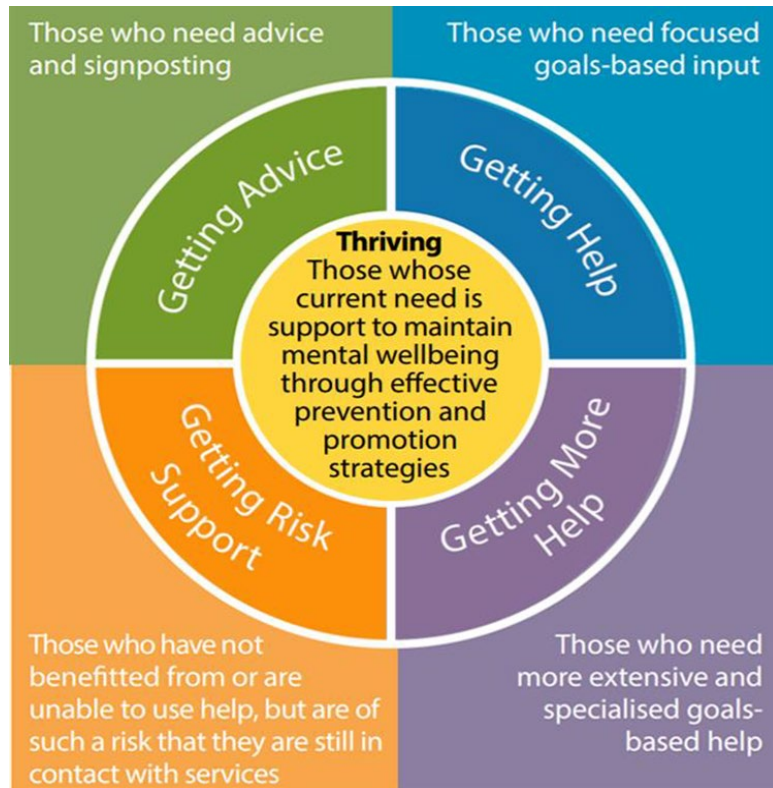 Those who need advice
and signposting
Those who need focused
goals-based input
Getting Advice
Getting Help
Thriving
Those whose
current need is
support to maintain
mental wellbeing
through effective
prevention and
promotion
strategies
Getting Risk
Support
Getting More
Help
Those who have not
benefitted from or are
unable to use help, but are of
such a risk that they are still in
contact with services
Those who need
more extensive and
specialised goals-
based help